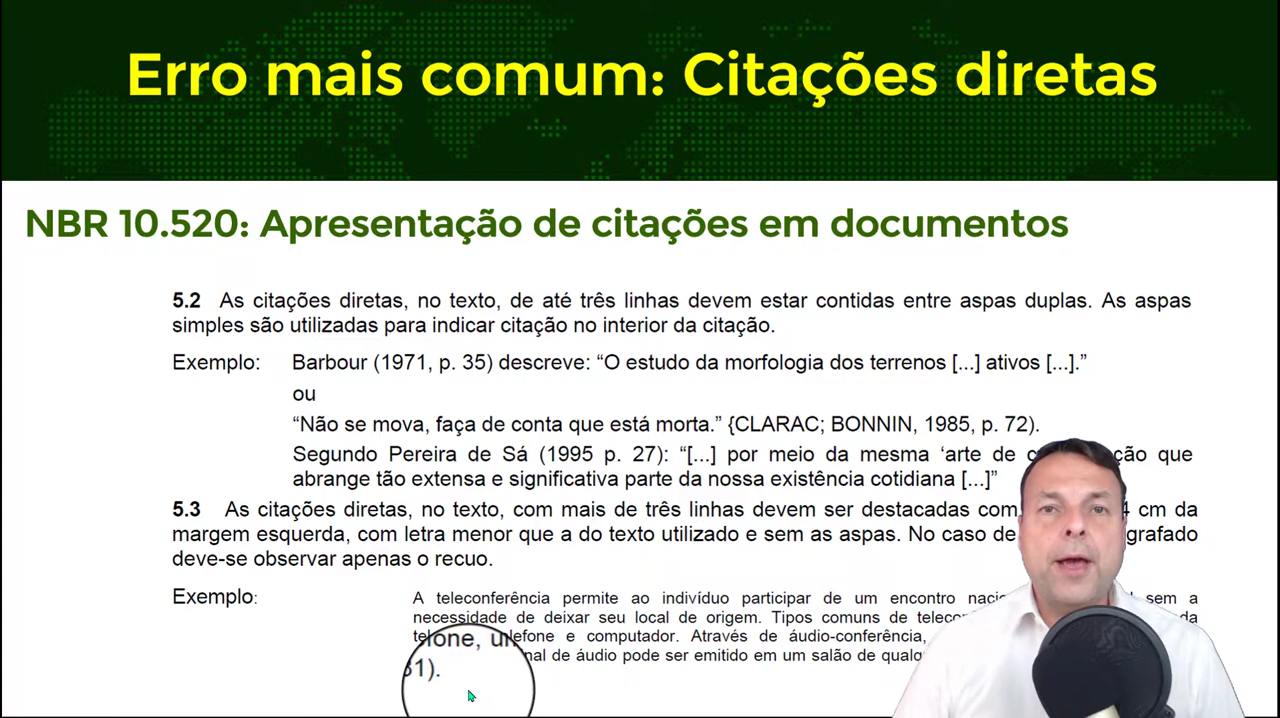 Erro mais comum: Citações diretas
NBR 10.520: Apresentação de citações em documentos
5.2 As citações diretas, no texto, de até três linhas devem estar contidas entre aspas duplas. As aspas
simples são utilizadas para indicar citação no interior da citação.
Exemplo: Barbour (1971, p. 35) descreve: “O estudo da morfologia dos terrenos [...] ativos [...].”
ou
“Não se mova, faça de conta que está morta.” {CLARAC; BONNIN, 1985, p. 72).
Segundo Pereira de Sá (1995 p. 27): “[...] por meio da mesma ‘arte de que
abrange tão extensa e significativa parte da nossa existência cotidiana [...]”
5.3 As citações diretas, no texto, com mais de três linhas devem ser destacadas 4 cm da
margem esquerda, com letra menor que a do texto utilizado e sem as aspas. No caso
deve-se observar apenas o recuo.
Exemplo: A teleconferência permite ao indivíduo participar de um encontro sem a
necessidade de deixar seu local de origem. Tipos comuns de
e computador. Através de áudio-conferência,
de áudio pode ser emitido em um salão de